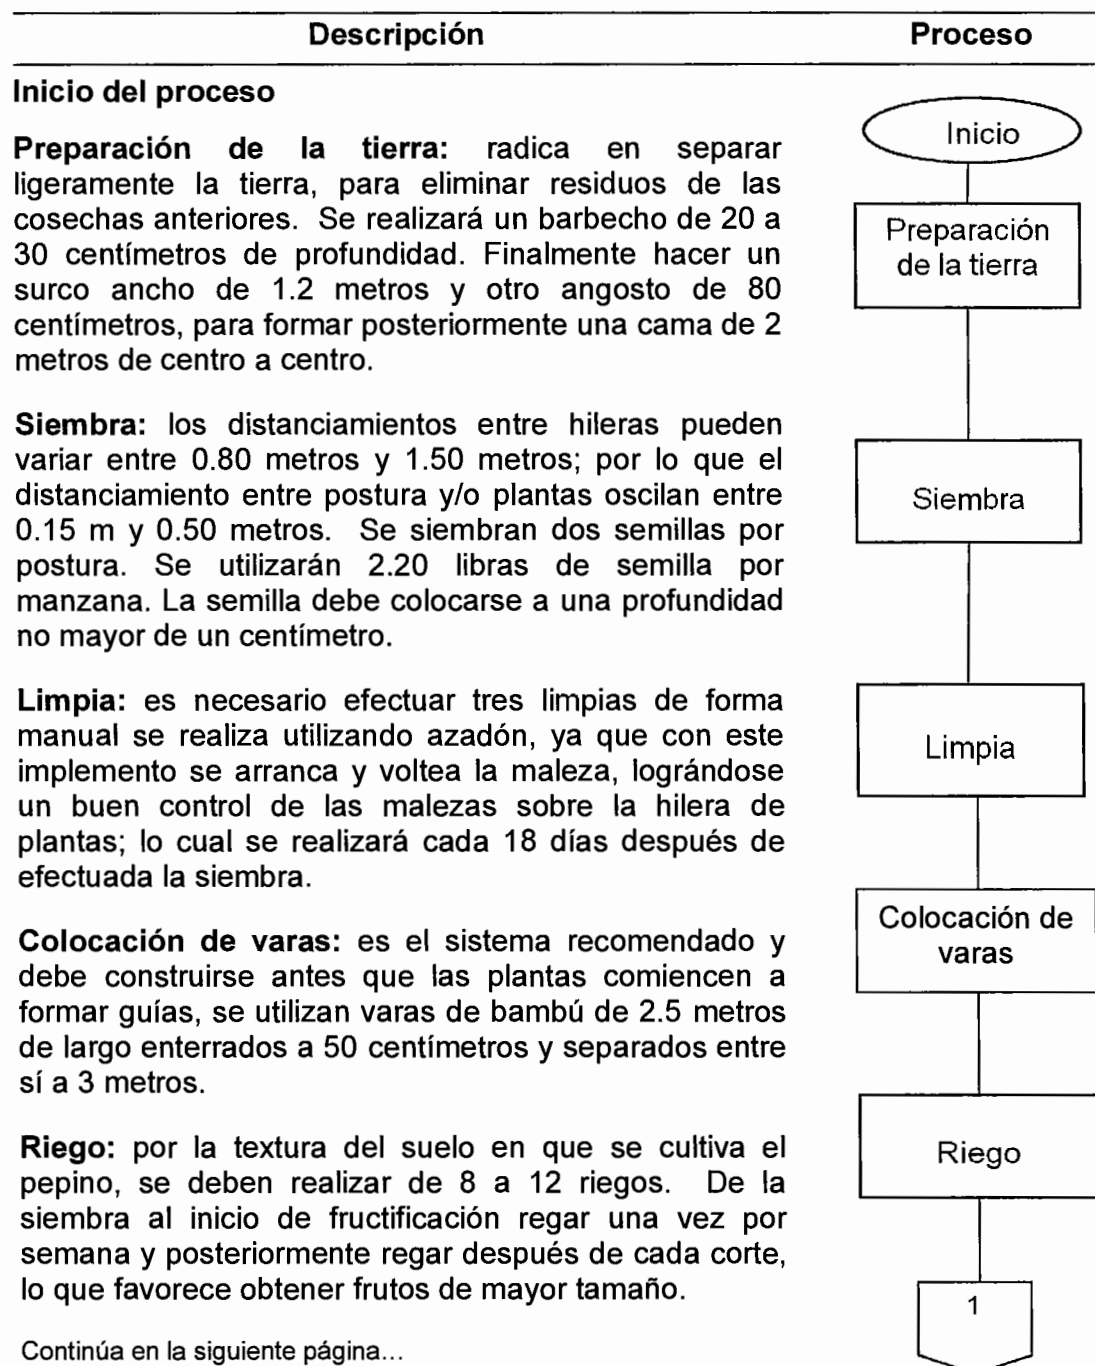 Descripción Proceso
Inicio del proceso
Inicio
Preparación de la tierra: radica en separar
ligeramente la tierra, para eliminar residuos de las
cosechas anteriores. Se realizará un barbecho de 20 a
30 centímetros de profundidad. Finalmente hacer un
surco ancho de 1.2 metros y otro angosto de 80
centímetros, para formar posteriormente una cama de 2
metros de centro a centro.
Preparación
de la tierra
Siembra: los distanciamientos entre hileras pueden
variar entre 0.80 metros y 1.50 metros; por lo que el
distanciamiento entre postura y/o plantas oscilan entre
0.15 m y 0.50 metros. Se siembran dos semillas por
postura. Se utilizarán 2.20 libras de semilla por
manzana. La semilla debe colocarse a una profundidad
no mayor de un centímetro.
Siembra
Limpia: es necesario efectuar tres limpias de forma
manual se realiza utilizando azadón, ya que con este
implemento se arranca y voltea la maleza, lográndose
un buen control de las malezas sobre la hilera de
plantas; lo cual se realizará cada 18 días después de
efectuada la siembra.
Limpia
Colocación de varas: es el sistema recomendado y
debe construirse antes que las plantas comiencen a
formar guías, se utilizan varas de bambú de 2.5 metros
de largo enterrados a 50 centímetros y separados entre
sí a 3 metros.
Colocación de
varas
Riego: por la textura del suelo en que se cultiva el
pepino, se deben realizar de 8 a 12 riegos. De la
siembra al inicio de fructificación regar una vez por
semana y posteriormente regar después de cada corte,
lo que favorece obtener frutos de mayor tamaño.
Riego
1
Continúa en la siguiente página...